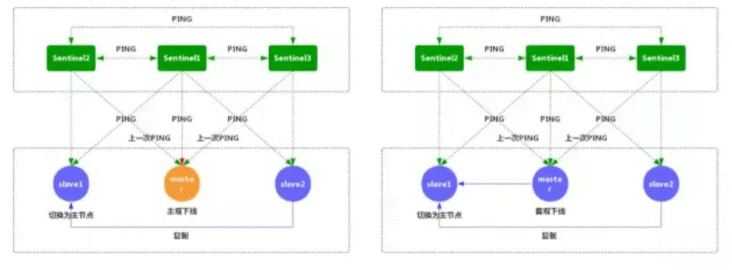 PING
Sentinel2
PING
Sentinel1
PING
Sentinel3
PING
PING
PING
上一次PING
上一次PING
slave1
maste
r
slave2
切换为主节点
主观下线
复制
PING
Sentinel2
PING
Sentinel1
PING
Sentinel3
PING
PING
PING
上一次PING
上一次PING
slave1
maste
r
slave2
切换为主节点
客观下线
复制